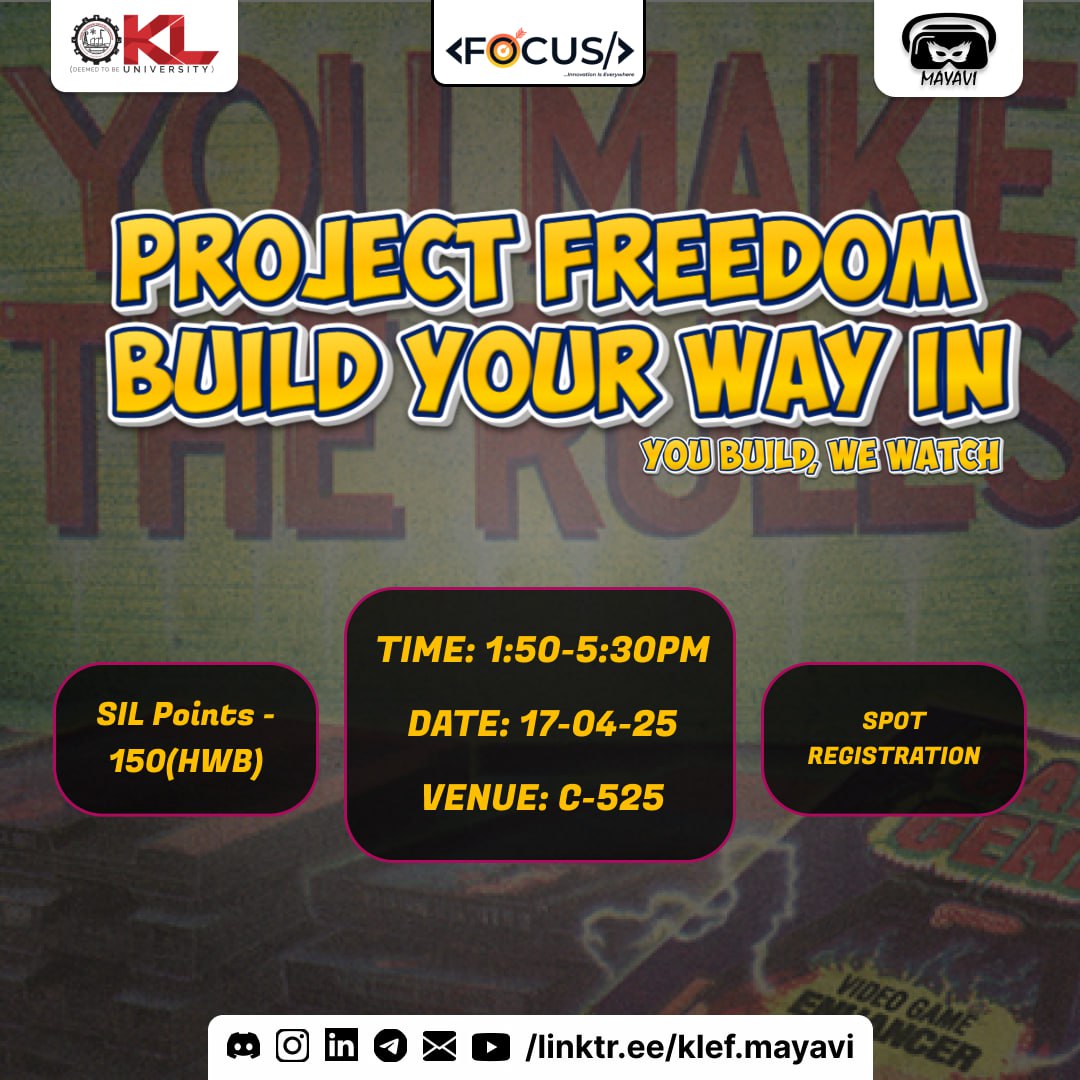 KL
(DEEMED TO BE UNIVERSITY)
<FOCUS/>
...Innovation Is Everywhere
MAYAVI
YOU MAKE
THE RULES
PROJECT FREEDOM
BUILD YOUR WAY IN
YOU BUILD, WE WATCH
TIME: 1:50-5:30PM
DATE: 17-04-25
VENUE: C-525
SIL Points -
150(HWB)
SPOT
REGISTRATION
VIDEO GAME
ENHANCER
/linktr.ee/klef.mayavi